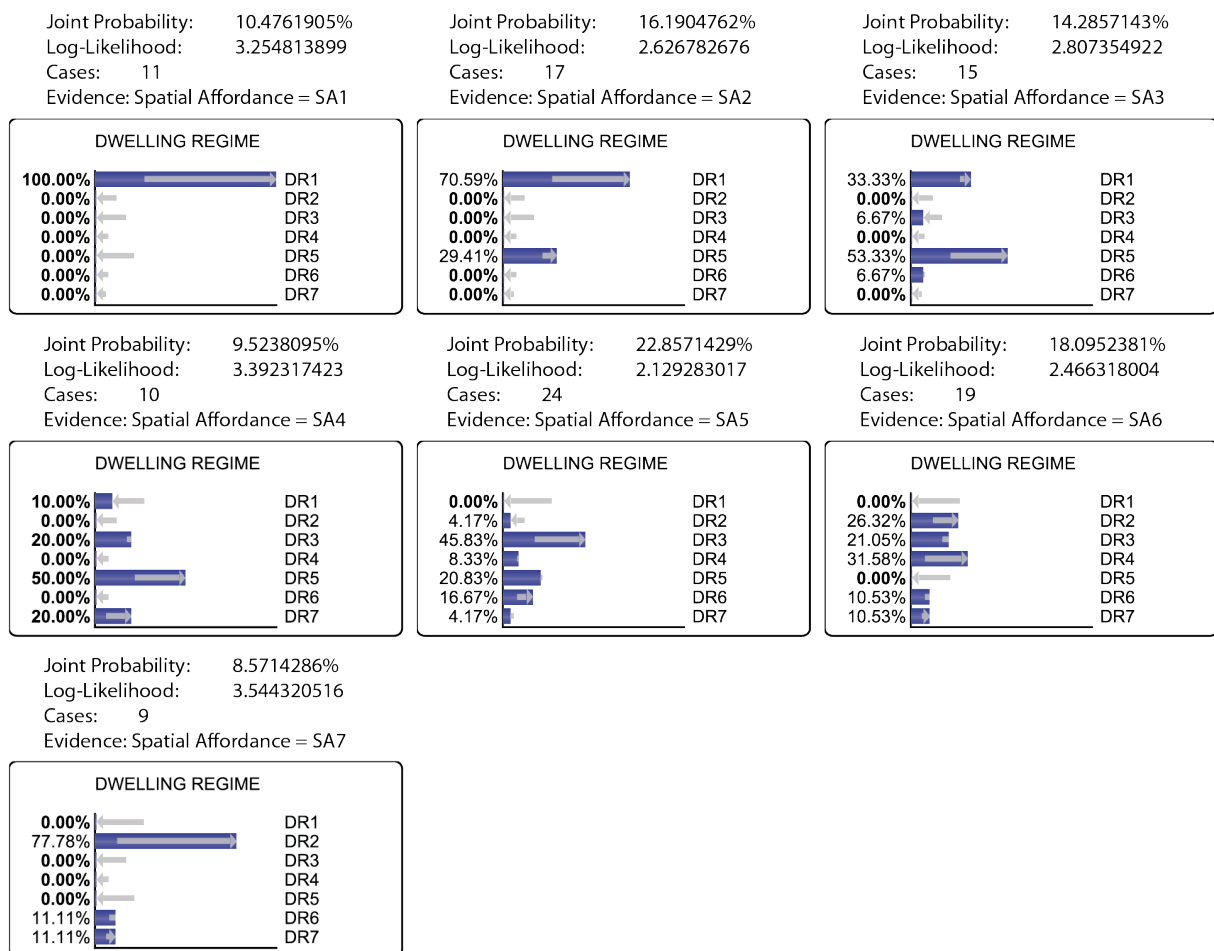 Joint Probability: 10.4761905%
Log-Likelihood: 3.254813899
Cases: 11
Evidence: Spatial Affordance = SA1
DWELLING REGIME
100.00% DR1
0.00% DR2
0.00% DR3
0.00% DR4
0.00% DR5
0.00% DR6
0.00% DR7
Joint Probability: 16.1904762%
Log-Likelihood: 2.626782676
Cases: 17
Evidence: Spatial Affordance = SA2
DWELLING REGIME
70.59% DR1
0.00% DR2
0.00% DR3
0.00% DR4
29.41% DR5
0.00% DR6
0.00% DR7
Joint Probability: 14.2857143%
Log-Likelihood: 2.807354922
Cases: 15
Evidence: Spatial Affordance = SA3
DWELLING REGIME
33.33% DR1
0.00% DR2
6.67% DR3
0.00% DR4
53.33% DR5
6.67% DR6
0.00% DR7
Joint Probability: 9.5238095%
Log-Likelihood: 3.392317423
Cases: 10
Evidence: Spatial Affordance = SA4
DWELLING REGIME
10.00% DR1
0.00% DR2
20.00% DR3
0.00% DR4
50.00% DR5
0.00% DR6
20.00% DR7
Joint Probability: 22.8571429%
Log-Likelihood: 2.129283017
Cases: 24
Evidence: Spatial Affordance = SA5
DWELLING REGIME
0.00% DR1
4.17% DR2
45.83% DR3
8.33% DR4
20.83% DR5
16.67% DR6
4.17% DR7
Joint Probability: 18.0952381%
Log-Likelihood: 2.466318004
Cases: 19
Evidence: Spatial Affordance = SA6
DWELLING REGIME
0.00% DR1
26.32% DR2
21.05% DR3
31.58% DR4
0.00% DR5
10.53% DR6
10.53% DR7
Joint Probability: 8.5714286%
Log-Likelihood: 3.544320516
Cases: 9
Evidence: Spatial Affordance = SA7
DWELLING REGIME
0.00% DR1
77.78% DR2
0.00% DR3
0.00% DR4
0.00% DR5
11.11% DR6
11.11% DR7